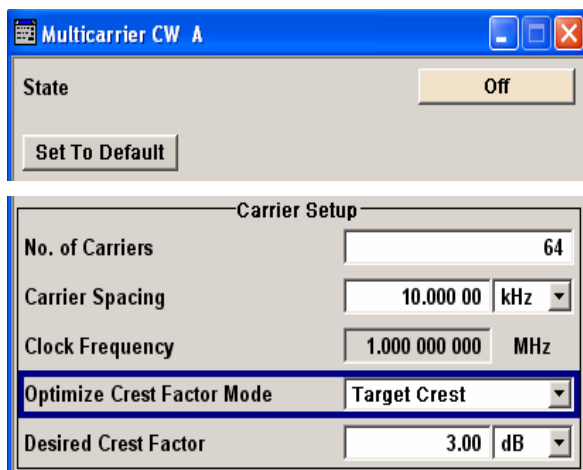 Multicarrier CW A
State Off
Set To Default
Carrier Setup
No. of Carriers 64
Carrier Spacing 10.000 00 kHz
Clock Frequency 1.000 000 000 MHz
Optimize Crest Factor Mode Target Crest
Desired Crest Factor 3.00 dB